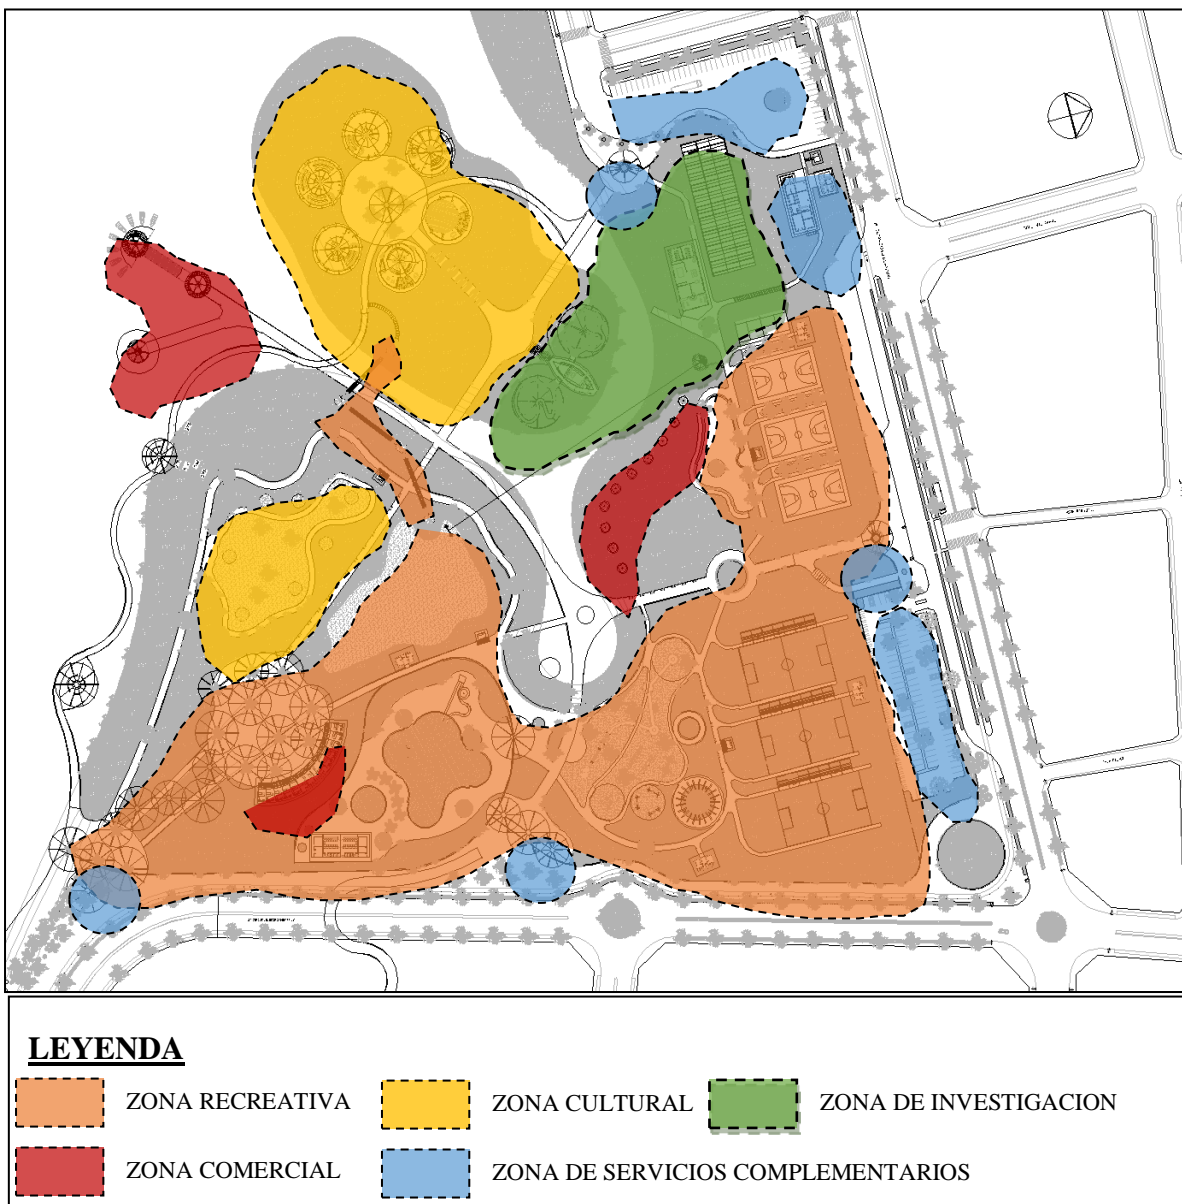 LEYENDA
ZONA RECREATIVA
ZONA CULTURAL
ZONA DE INVESTIGACION
ZONA COMERCIAL
ZONA DE SERVICIOS COMPLEMENTARIOS